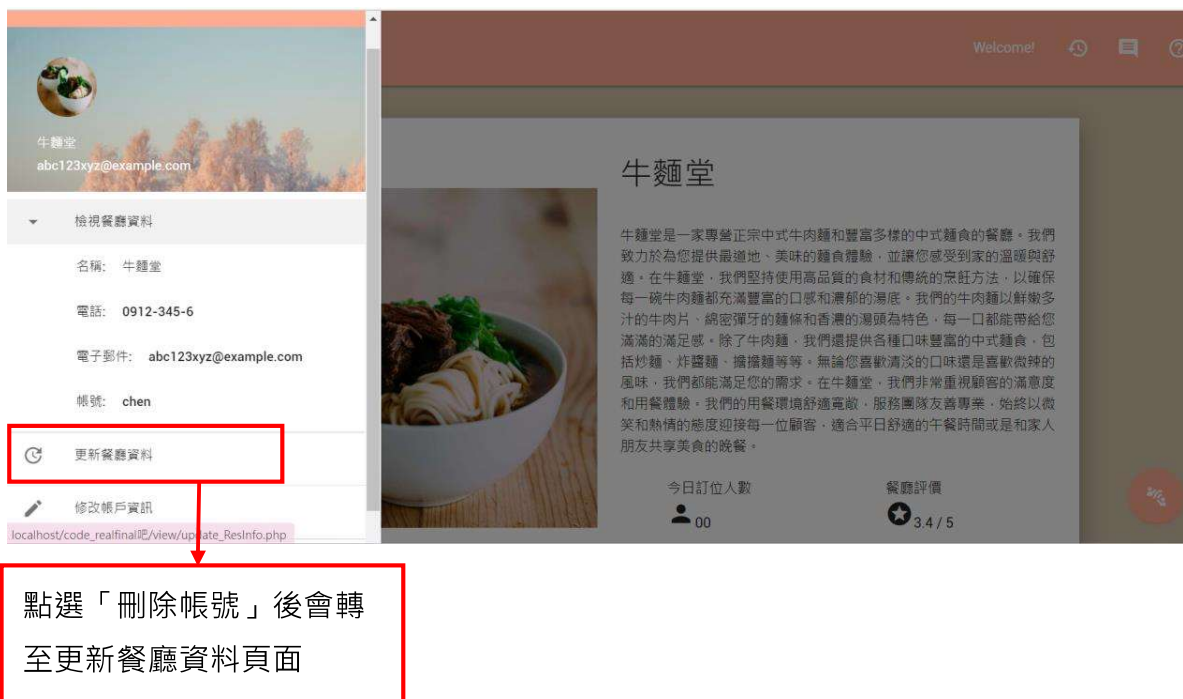 Welcome!
牛麵堂
abc123xyz@example.com
檢視餐廳資料
名稱: 牛麵堂
電話: 0912-345-6
電子郵件: abc123xyz@example.com
帳號: chen
更新餐廳資料
修改帳戶資訊
localhost/code_realfinal吧/view/update_ResInfo.php
牛麵堂
牛麵堂是一家專營正宗中式牛肉麵和豐富多樣的中式麵食的餐廳。我們
致力於為您提供最道地、美味的麵食體驗，並讓您感受到家的溫暖與舒
適。在牛麵堂，我們堅持使用高品質的食材和傳統的烹飪方法，以確保
每一碗牛肉麵都充滿豐富的口感和濃郁的湯底。我們的牛肉麵以鮮嫩多
汁的牛肉片、綿密彈牙的麵條和香濃的湯頭為特色，每一口都能帶給您
滿滿的滿足感。除了牛肉麵，我們還提供各種口味豐富的中式麵食，包
括炒麵、炸醬麵、擔擔麵等等。無論您喜歡清淡的口味還是喜歡微辣的
風味，我們都能滿足您的需求。在牛麵堂，我們非常重視顧客的滿意度
和用餐體驗。我們的用餐環境舒適寬敞，服務團隊友善專業，始終以微
笑和熱情的態度迎接每一位顧客，適合平日舒適的午餐時間或是和家人
朋友共享美食的晚餐。
今日訂位人數
00
餐廳評價
3.4 / 5
點選「刪除帳號」後會轉
至更新餐廳資料頁面